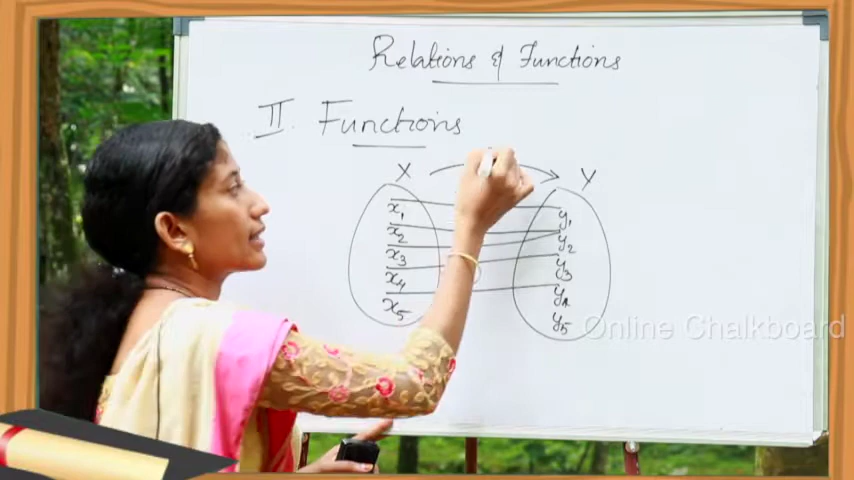 Relations & Functions
II. Functions
X Y
x₁ y₁
x₂ y₂
x₃ y₃
x₄ y₄
x₅ y₅
Online Chalkboard